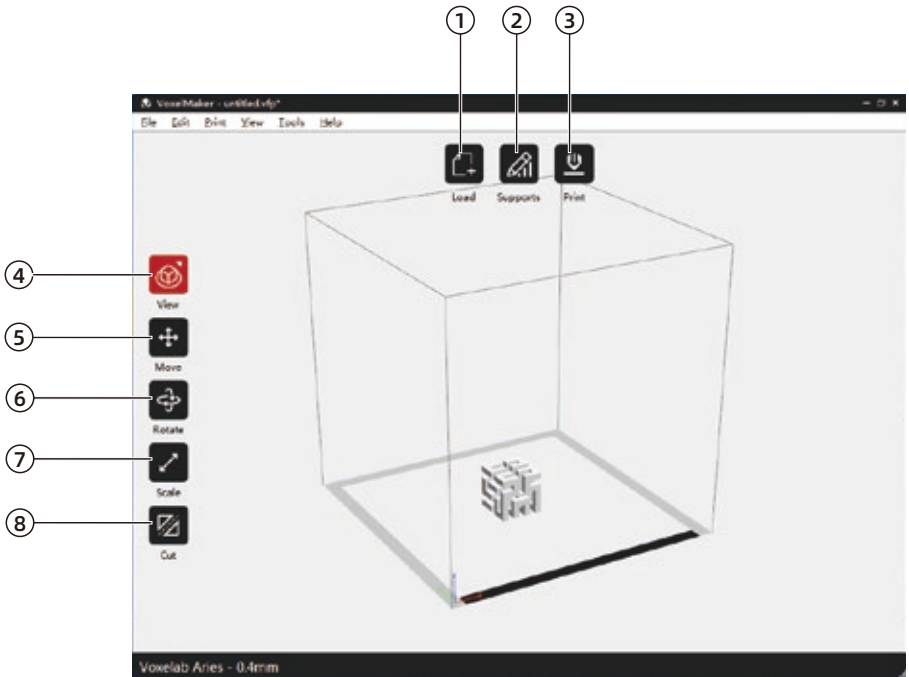 ① ② ③
VoxelMaker - untitled.vfp*
File Edit Print View Tools Help
Load Supports Print
④
View
⑤
Move
⑥
Rotate
⑦
Scale
⑧
Cut
Voxelab Aries - 0.4mm